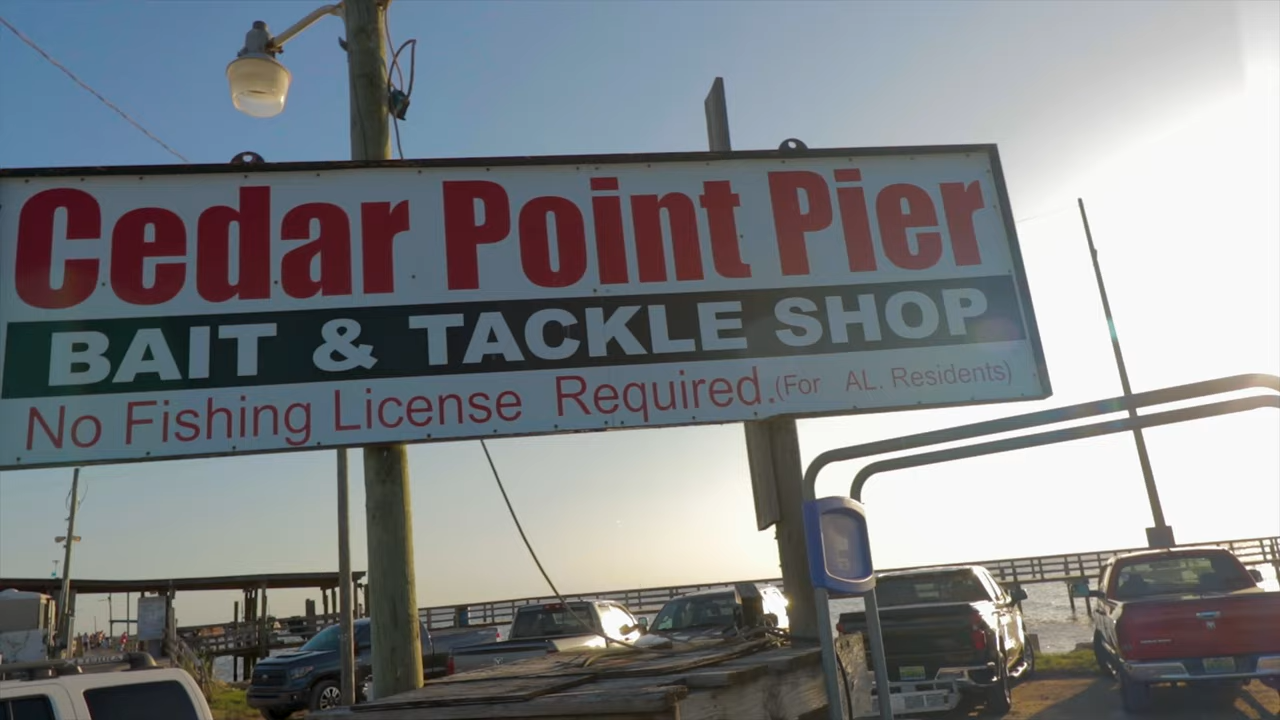 Cedar Point Pier
BAIT & TACKLE SHOP
No Fishing License Required.(For AL. Residents)